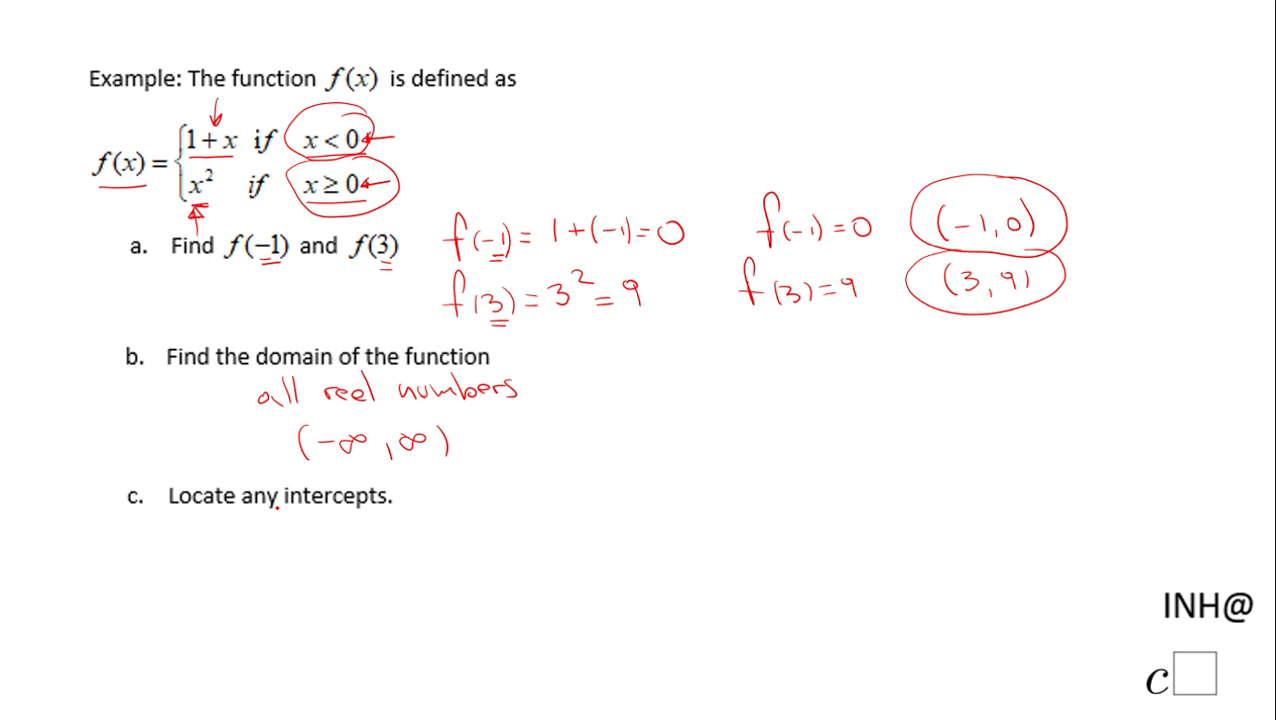 Example: The function f(x) is defined as
f(x) = { 1 + x if x < 0
x² if x ≥ 0
a. Find f(−1) and f(3)
f(-1) = 1+(-1) = 0 f(-1) = 0 (-1, 0)
f(3) = 3² = 9 f(3) = 9 (3, 9)
b. Find the domain of the function
all reel numbers
(-∞, ∞)
c. Locate any intercepts.
INH@
c□